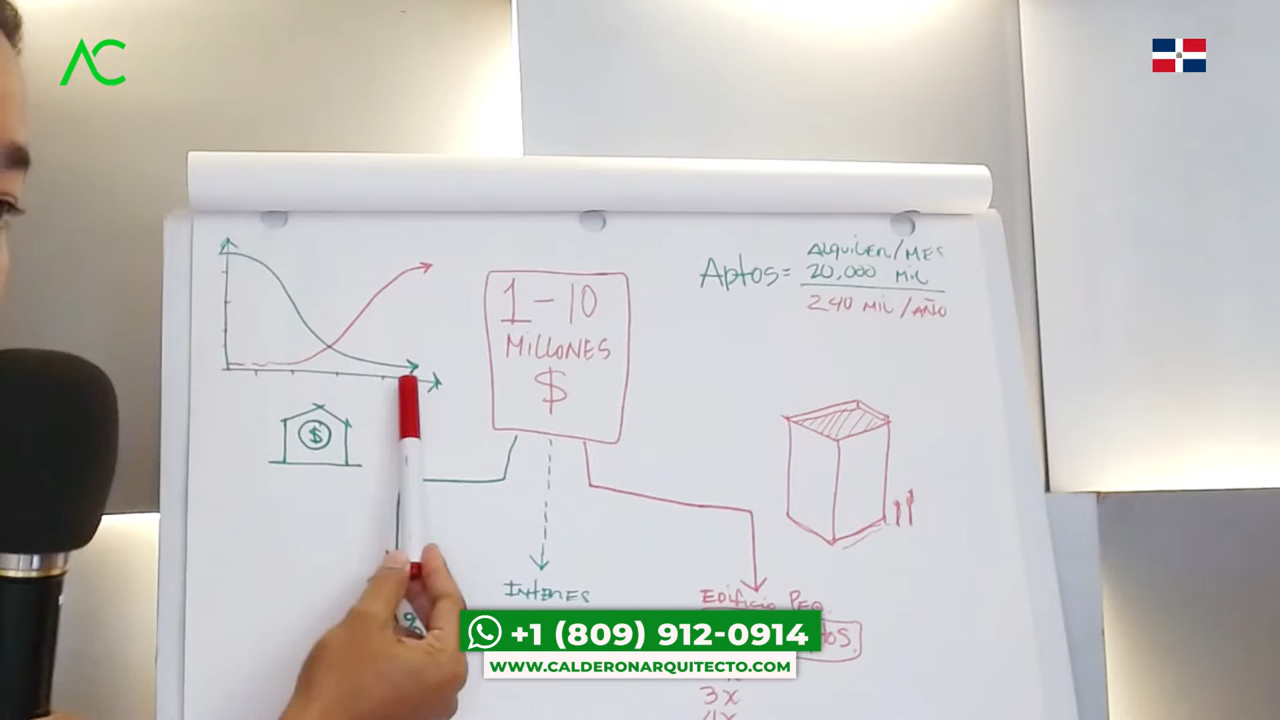 AC
1-10
MILLONES
$
$
Aptos=
ALQUILER/MES
20,000 MIL
240 MIL/AÑO
INTERES
Edificio PEQ.
+1 (809) 912-0914
WWW.CALDERONARQUITECTO.COM
3X